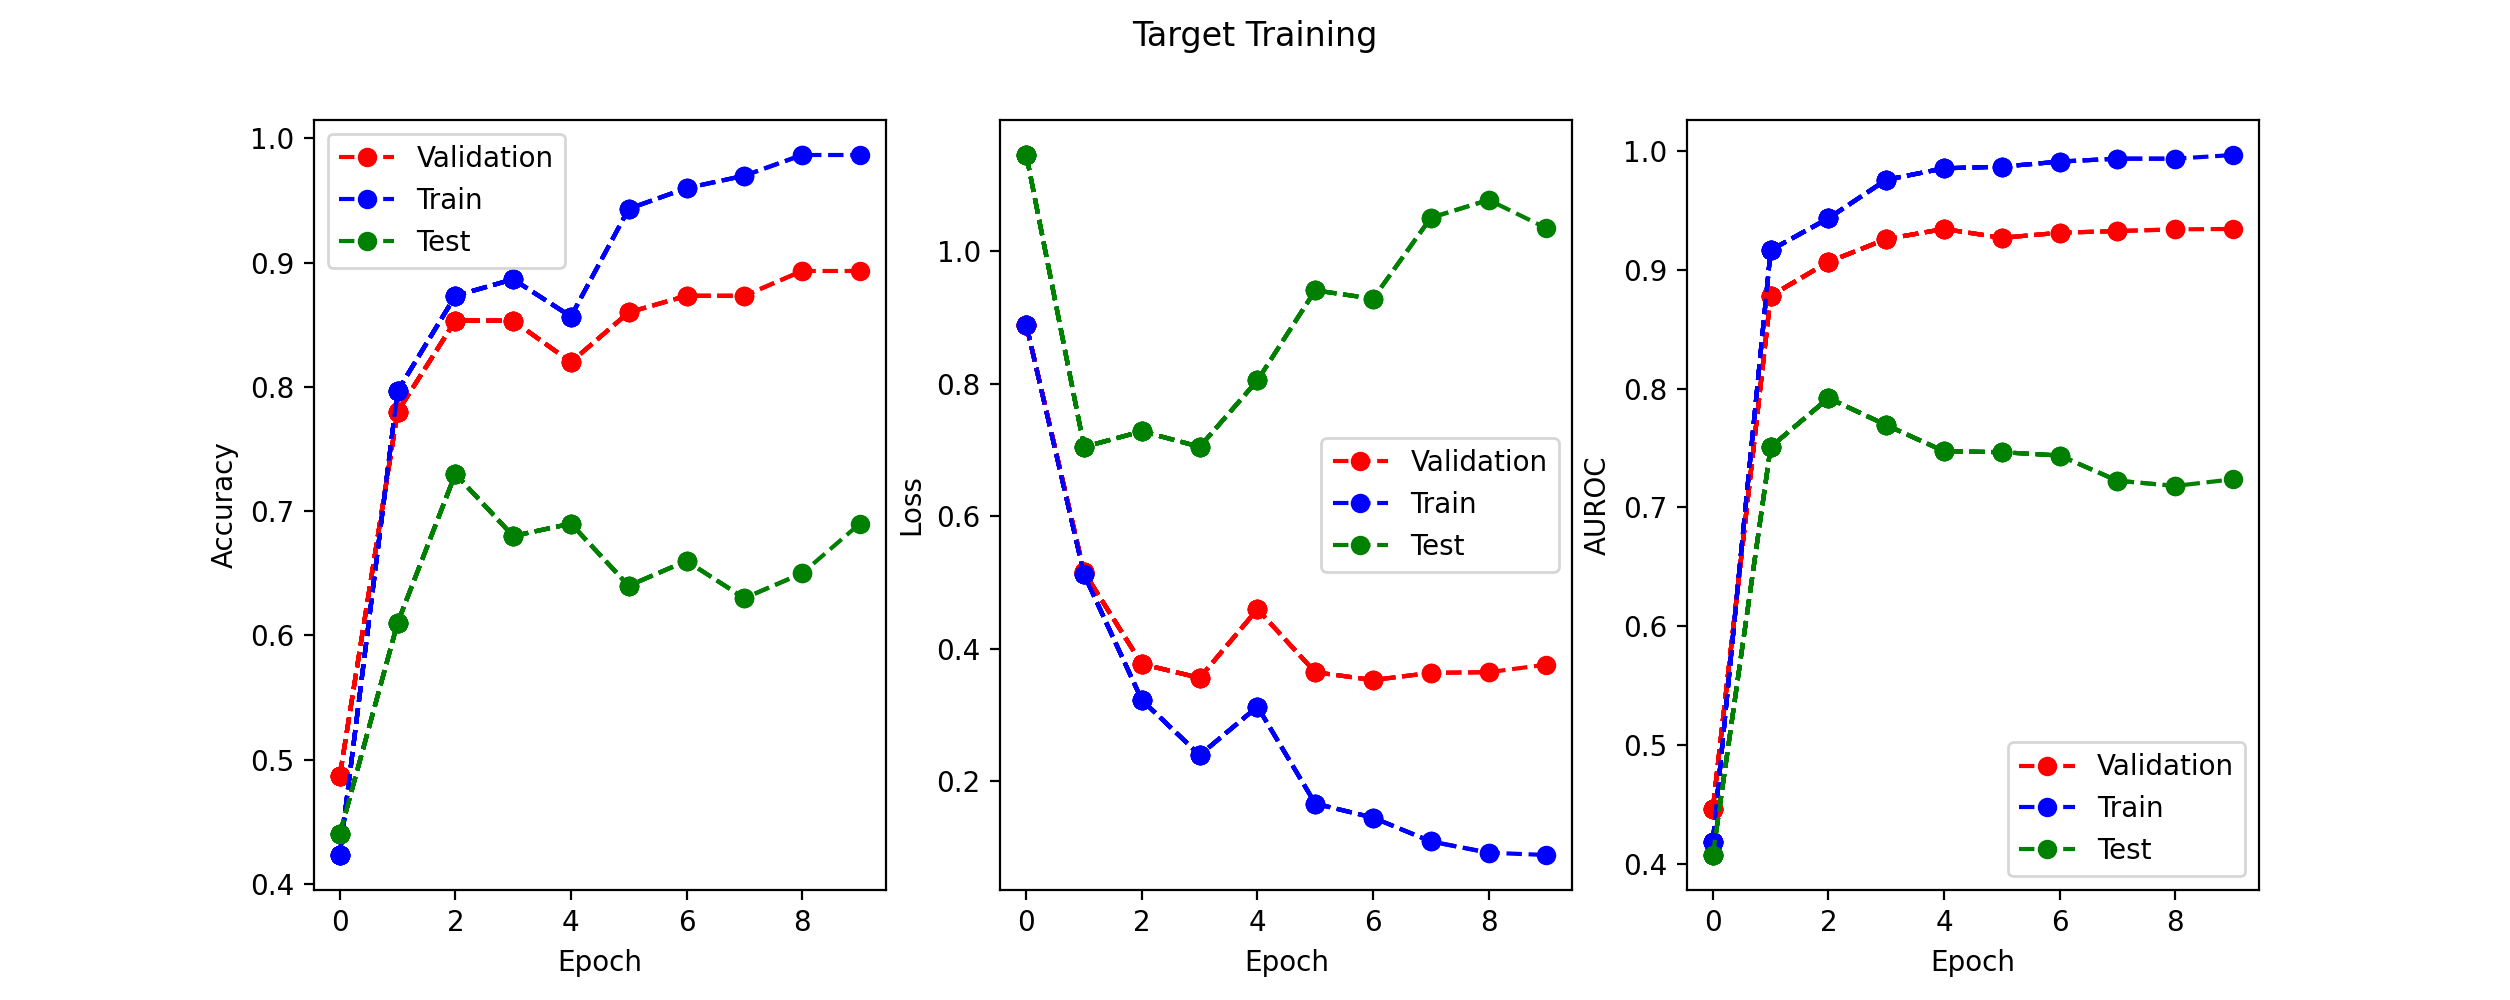 Target Training
Accuracy
1.0
0.9
0.8
0.7
0.6
0.5
0.4
Validation
Train
Test
0
2
4
6
8
Epoch
Loss
1.0
0.8
0.6
0.4
0.2
Validation
Train
Test
0
2
4
6
8
Epoch
AUROC
1.0
0.9
0.8
0.7
0.6
0.5
0.4
Validation
Train
Test
0
2
4
6
8
Epoch